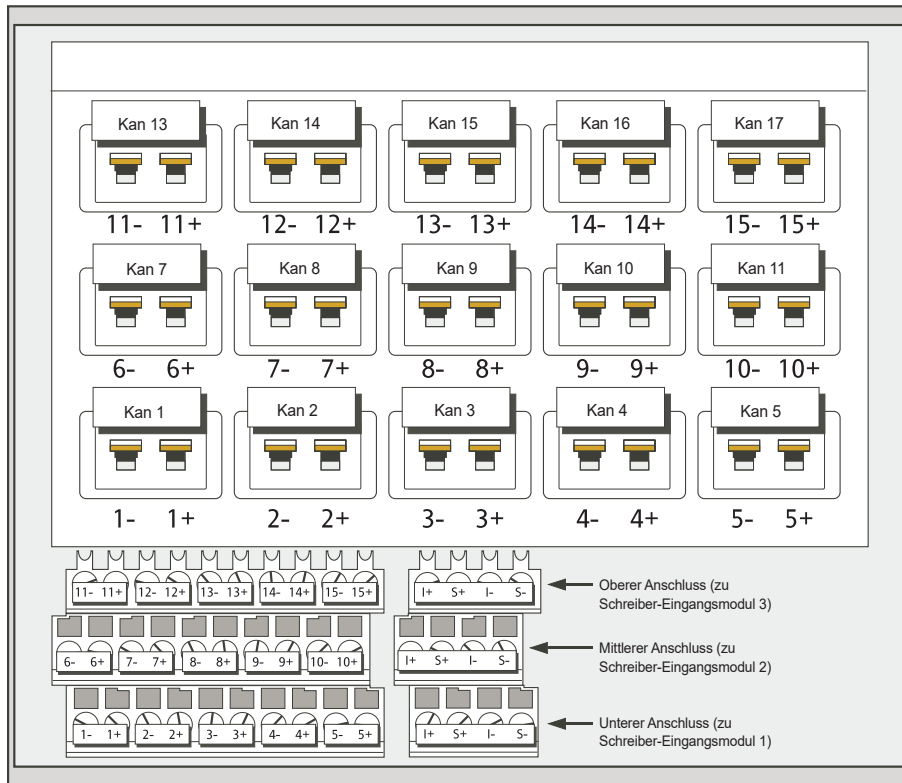 Kan 13 Kan 14 Kan 15 Kan 16 Kan 17
11- 11+ 12- 12+ 13- 13+ 14- 14+ 15- 15+
Kan 7 Kan 8 Kan 9 Kan 10 Kan 11
6- 6+ 7- 7+ 8- 8+ 9- 9+ 10- 10+
Kan 1 Kan 2 Kan 3 Kan 4 Kan 5
1- 1+ 2- 2+ 3- 3+ 4- 4+ 5- 5+
11- 11+ 12- 12+ 13- 13+ 14- 14+ 15- 15+ I+ S+ I- S-
Oberer Anschluss (zu
Schreiber-Eingangsmodul 3)
6- 6+ 7- 7+ 8- 8+ 9- 9+ 10- 10+ I+ S+ I- S-
Mittlerer Anschluss (zu
Schreiber-Eingangsmodul 2)
1- 1+ 2- 2+ 3- 3+ 4- 4+ 5- 5+ I+ S+ I- S-
Unterer Anschluss (zu
Schreiber-Eingangsmodul 1)